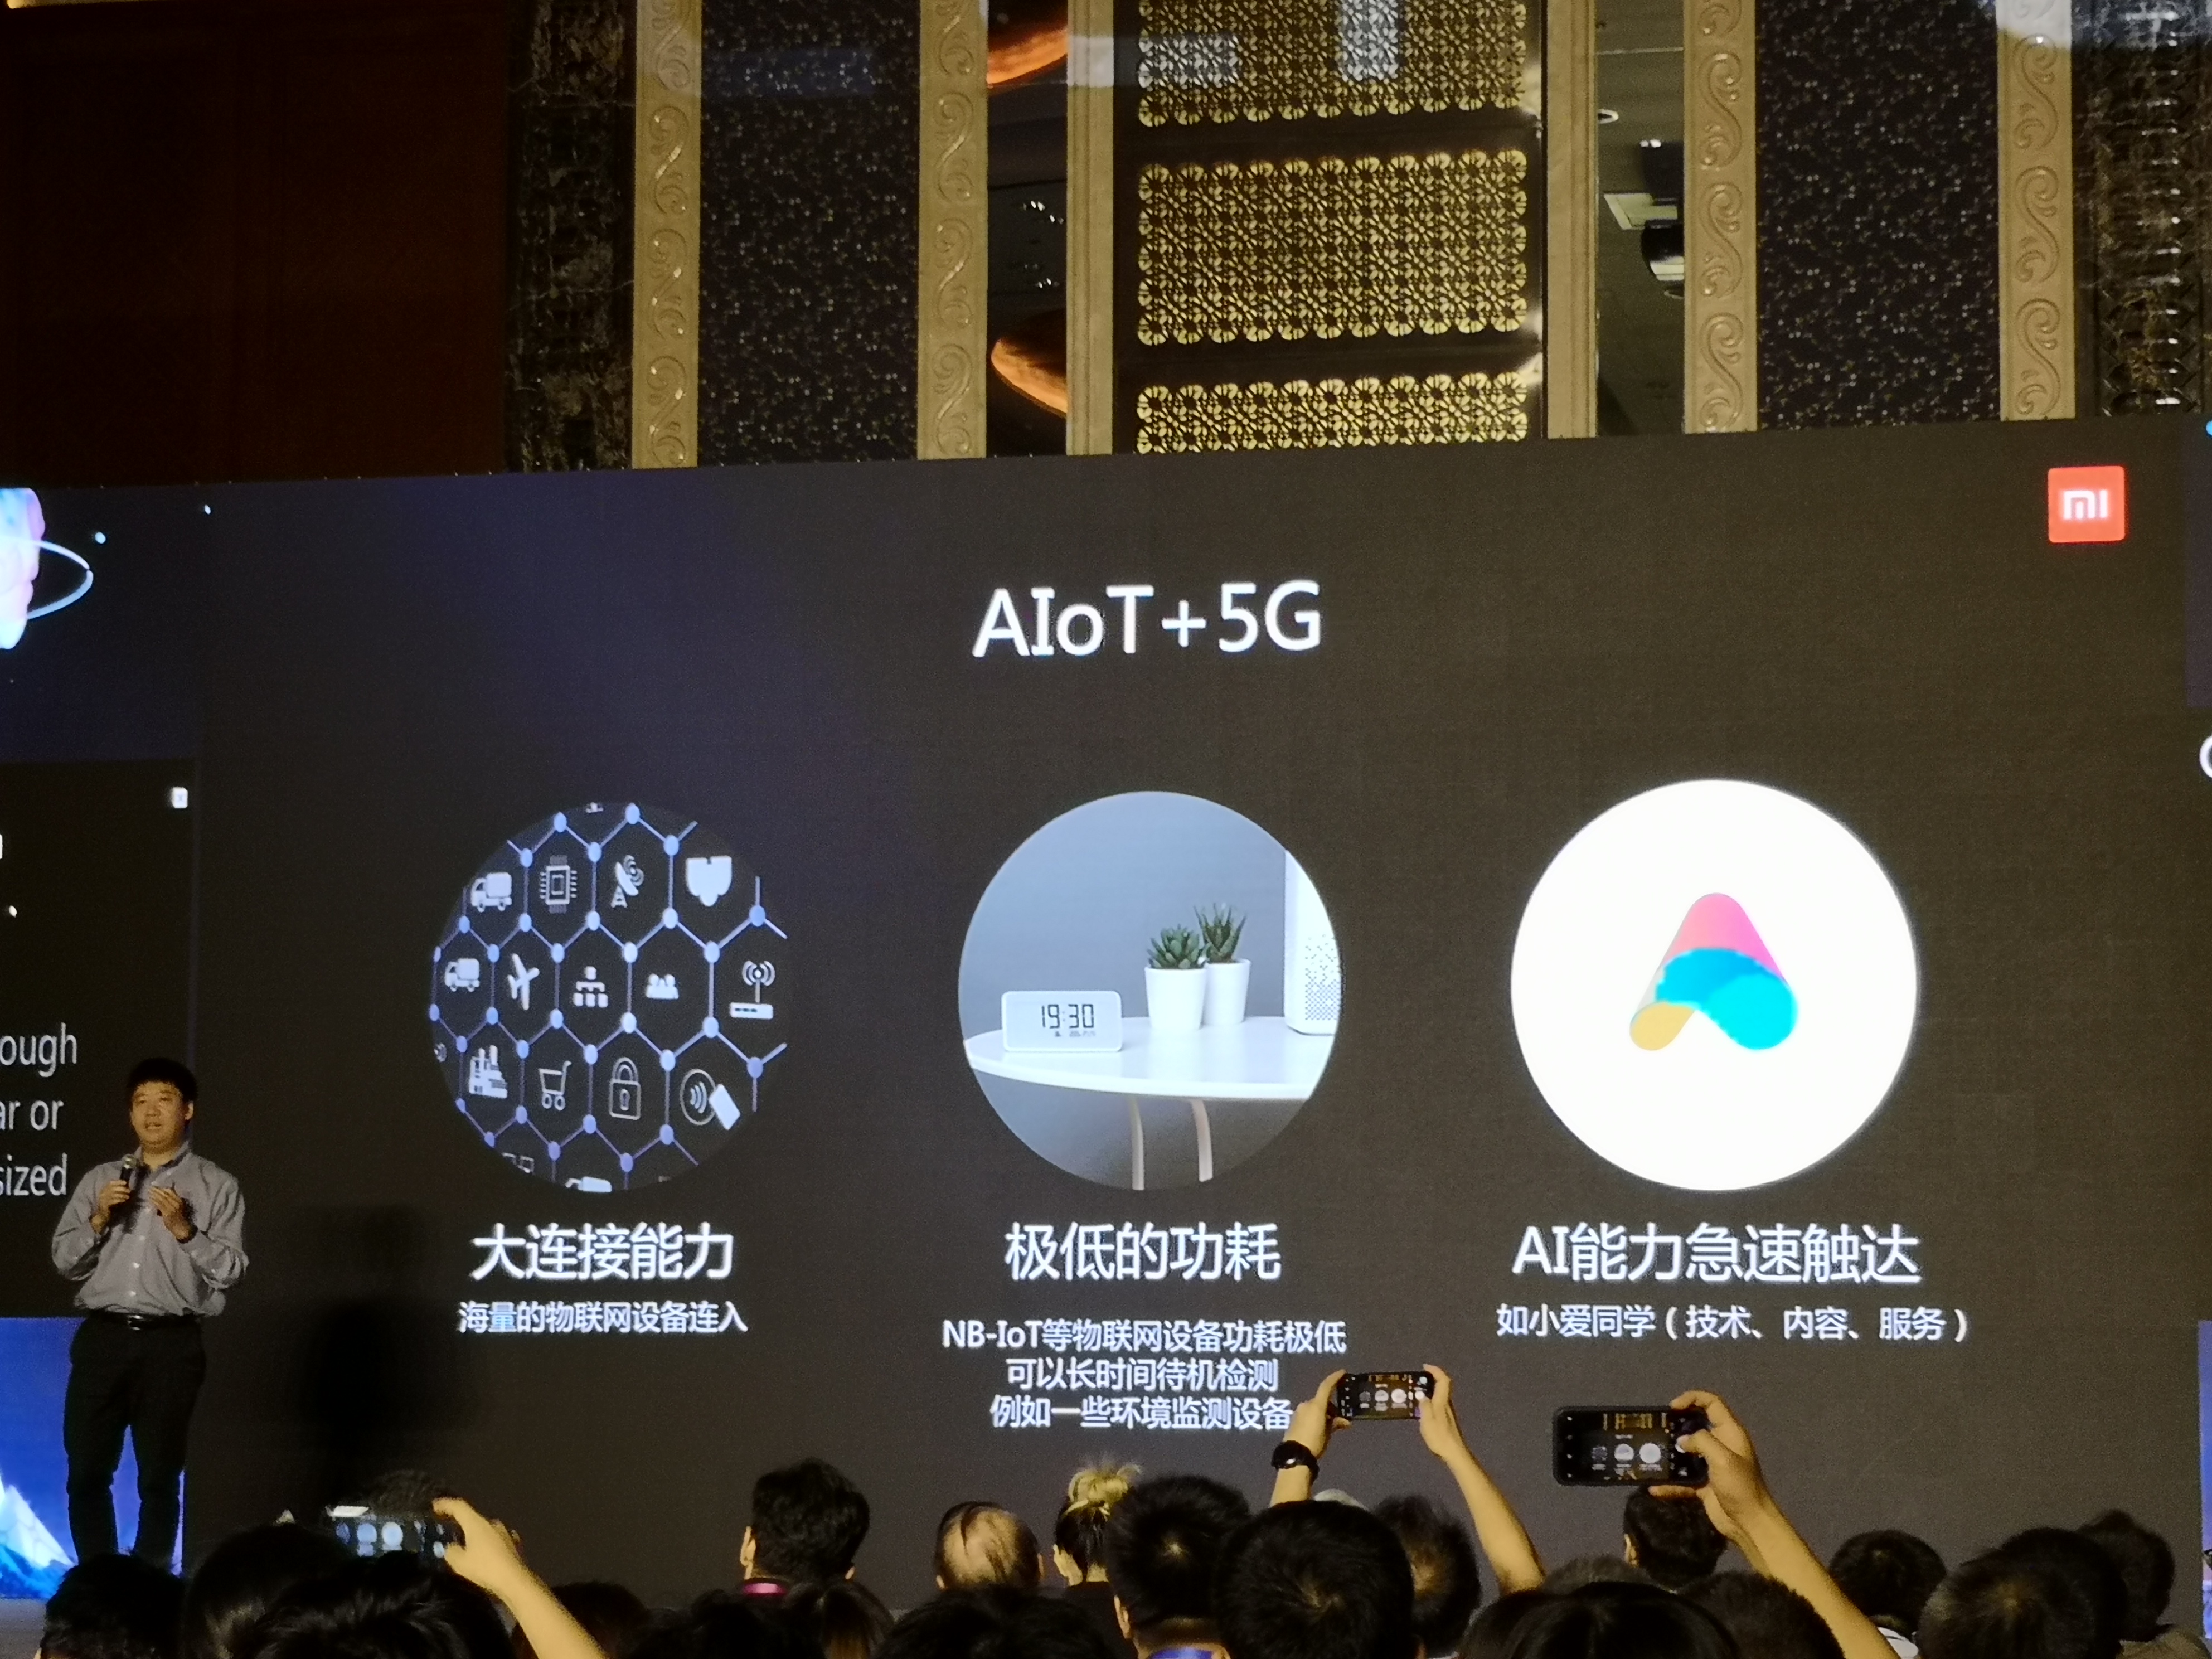 mi
AIoT+5G
ough
ar or
sized
19:30
大连接能力
海量的物联网设备连入
极低的功耗
NB-IoT等物联网设备功耗极低
可以长时间待机检测
例如一些环境监测设备
AI能力急速触达
如小爱同学（技术、内容、服务）